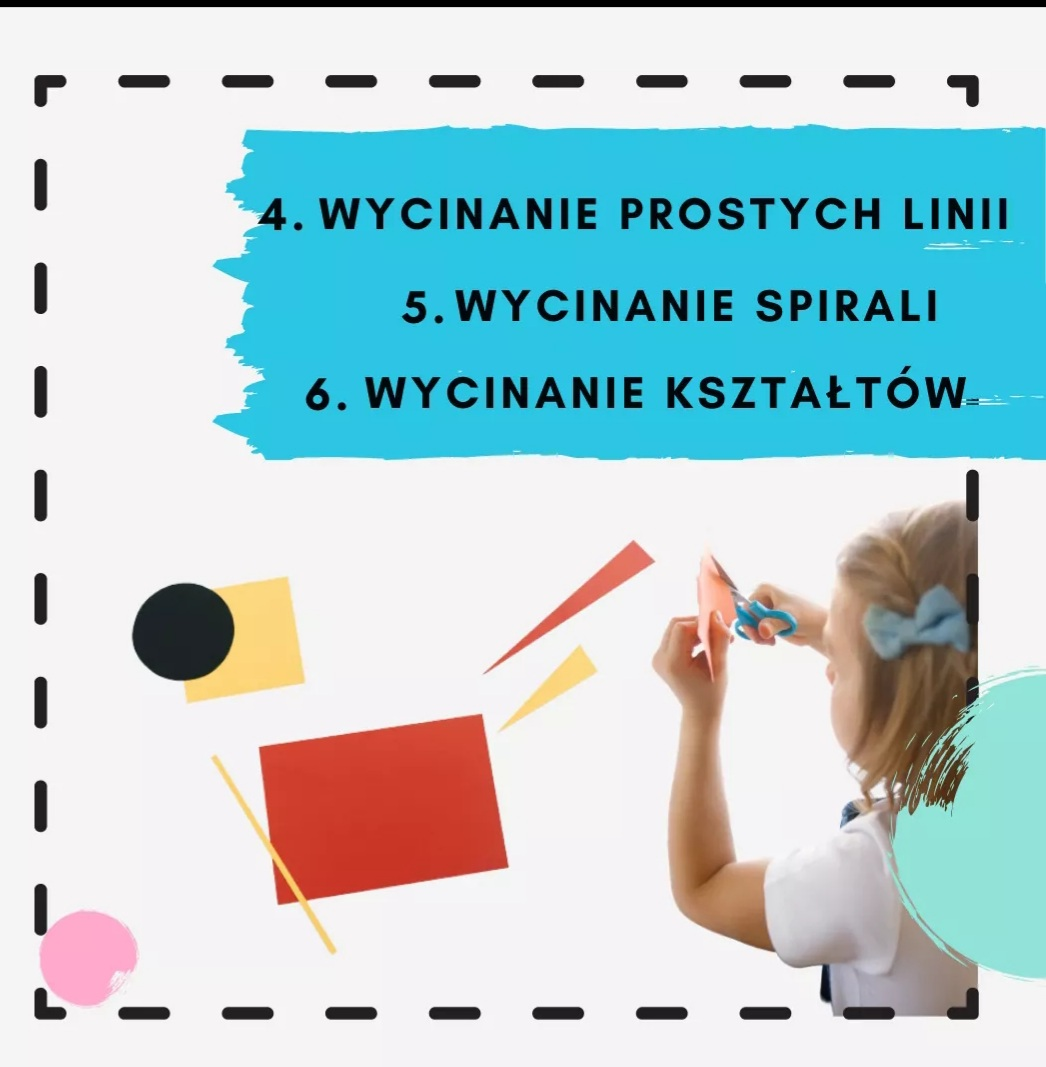 4. WYCINANIE PROSTYCH LINII
5. WYCINANIE SPIRALI
6. WYCINANIE KSZTAŁTÓW